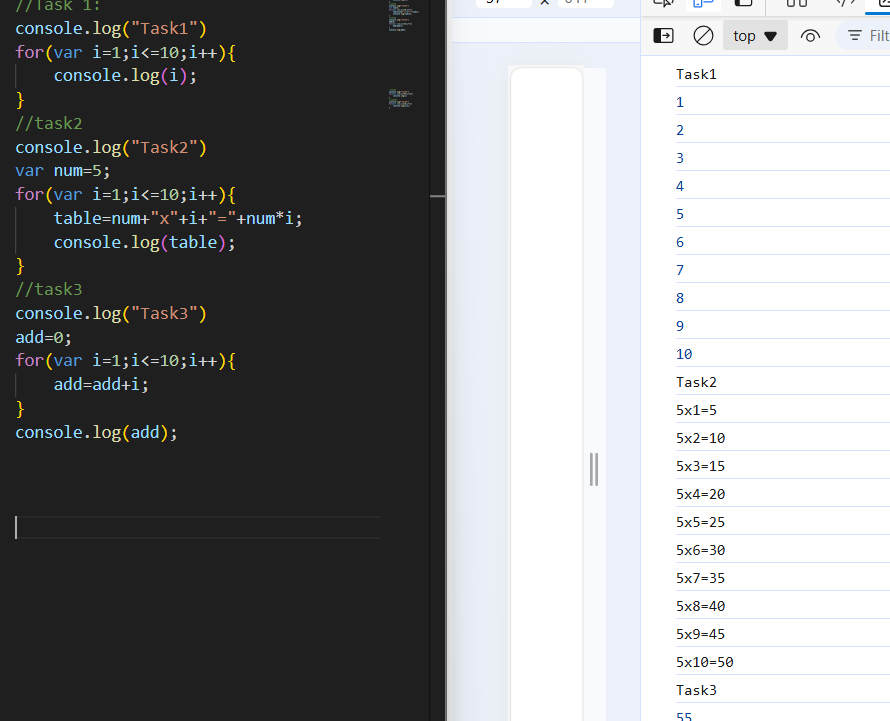 //Task 1:
console.log("Task1")
for(var i=1;i<=10;i++){
    console.log(i);
}
//task2
console.log("Task2")
var num=5;
for(var i=1;i<=10;i++){
    table=num+"x"+i+"="+num*i;
    console.log(table);
}
//task3
console.log("Task3")
add=0;
for(var i=1;i<=10;i++){
    add=add+i;
}
console.log(add);
top
Filt
Task1
1
2
3
4
5
6
7
8
9
10
Task2
5x1=5
5x2=10
5x3=15
5x4=20
5x5=25
5x6=30
5x7=35
5x8=40
5x9=45
5x10=50
Task3
55